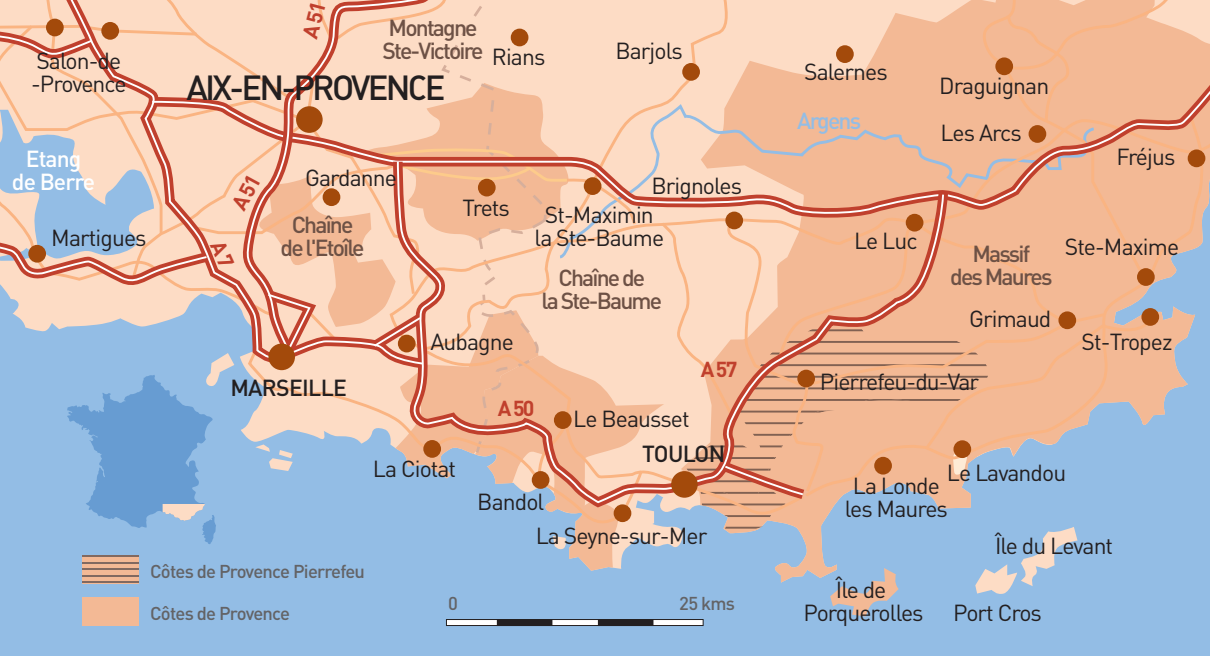 A 51
Montagne
Ste-Victoire
Rians
Barjols
Salernes
Draguignan
Salon-de
-Provence
AIX-EN-PROVENCE
Argens
Les Arcs
Fréjus
Etang
de Berre
A 51
Gardanne
Trets
St-Maximin
la Ste-Baume
Brignoles
Le Luc
Martigues
A 7
Chaîne
de l'Etoîle
Chaîne de
la Ste-Baume
Massif
des Maures
Ste-Maxime
Grimaud
St-Tropez
Aubagne
MARSEILLE
A 57
Pierrefeu-du-Var
A 50
Le Beausset
TOULON
La Ciotat
Bandol
La Londe
les Maures
Le Lavandou
La Seyne-sur-Mer
Île du Levant
Île de
Porquerolles
Port Cros
Côtes de Provence Pierrefeu
Côtes de Provence
0
25 kms